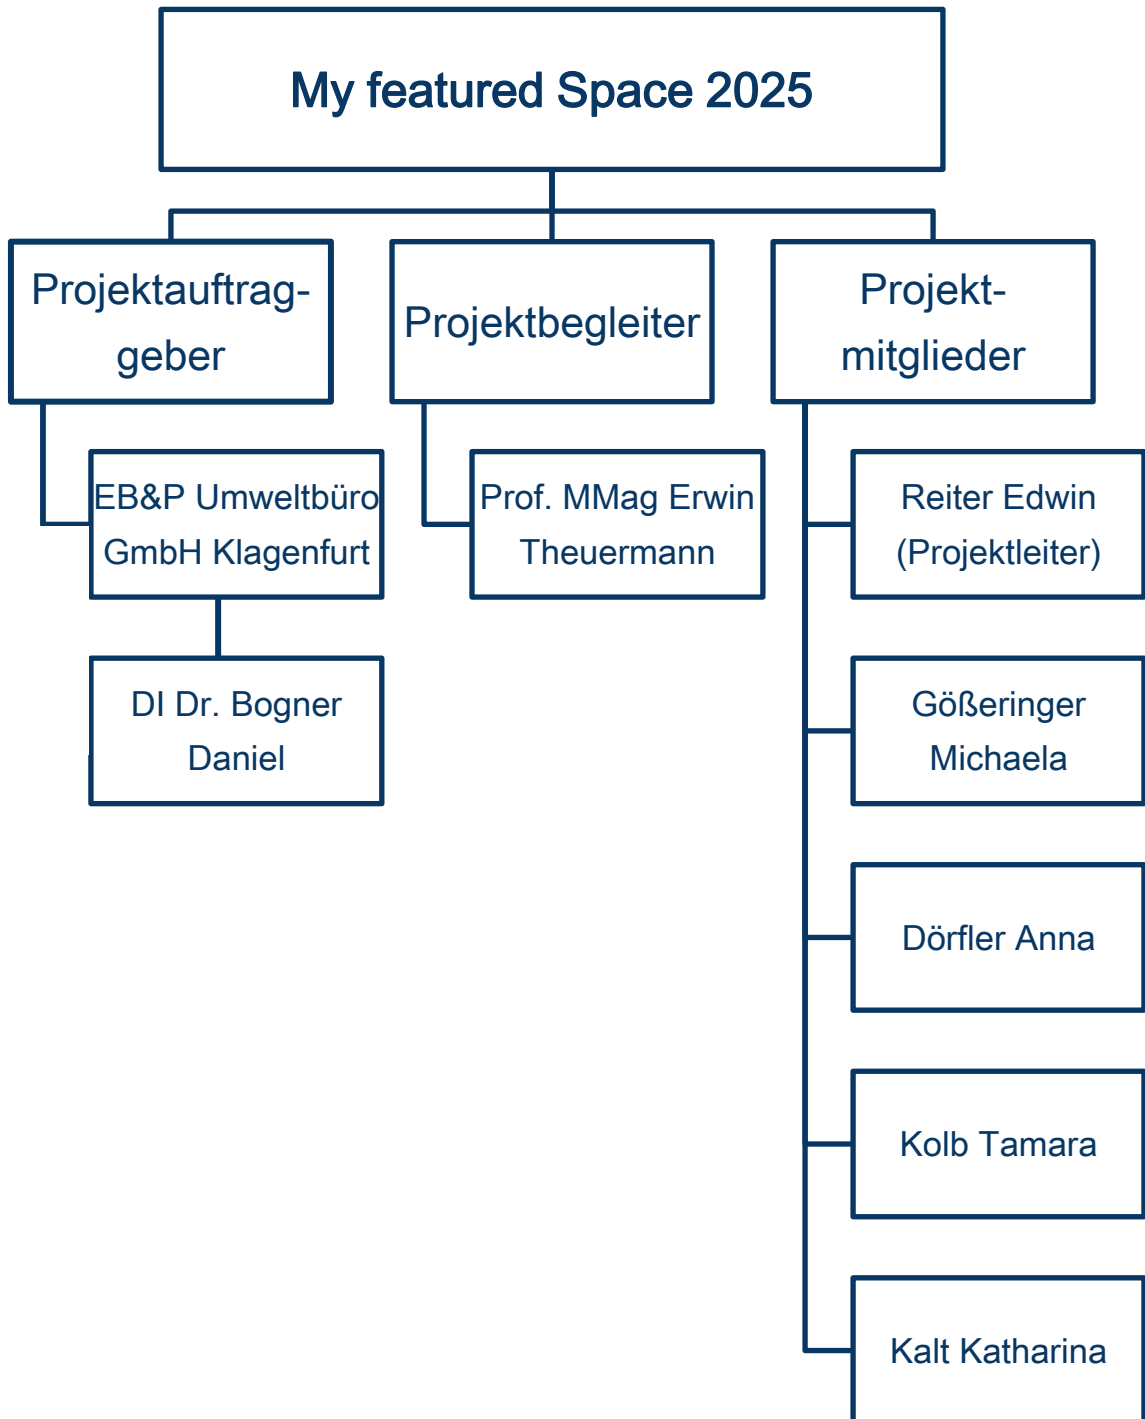 My featured Space 2025
Projektauftrag-
geber
Projektbegleiter
Projekt-
mitglieder
EB&P Umweltbüro
GmbH Klagenfurt
DI Dr. Bogner
Daniel
Prof. MMag Erwin
Theuermann
Reiter Edwin
(Projektleiter)
Gößeringer
Michaela
Dörfler Anna
Kolb Tamara
Kalt Katharina